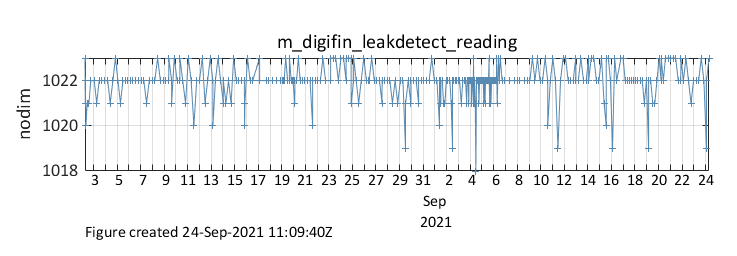 m_digifin_leakdetect_reading
nodim
1022
1020
1018
3 5 7 9 11 13 15 17 19 21 23 25 27 29 31 2 4 6 8 10 12 14 16 18 20 22 24
Sep
2021
Figure created 24-Sep-2021 11:09:40Z